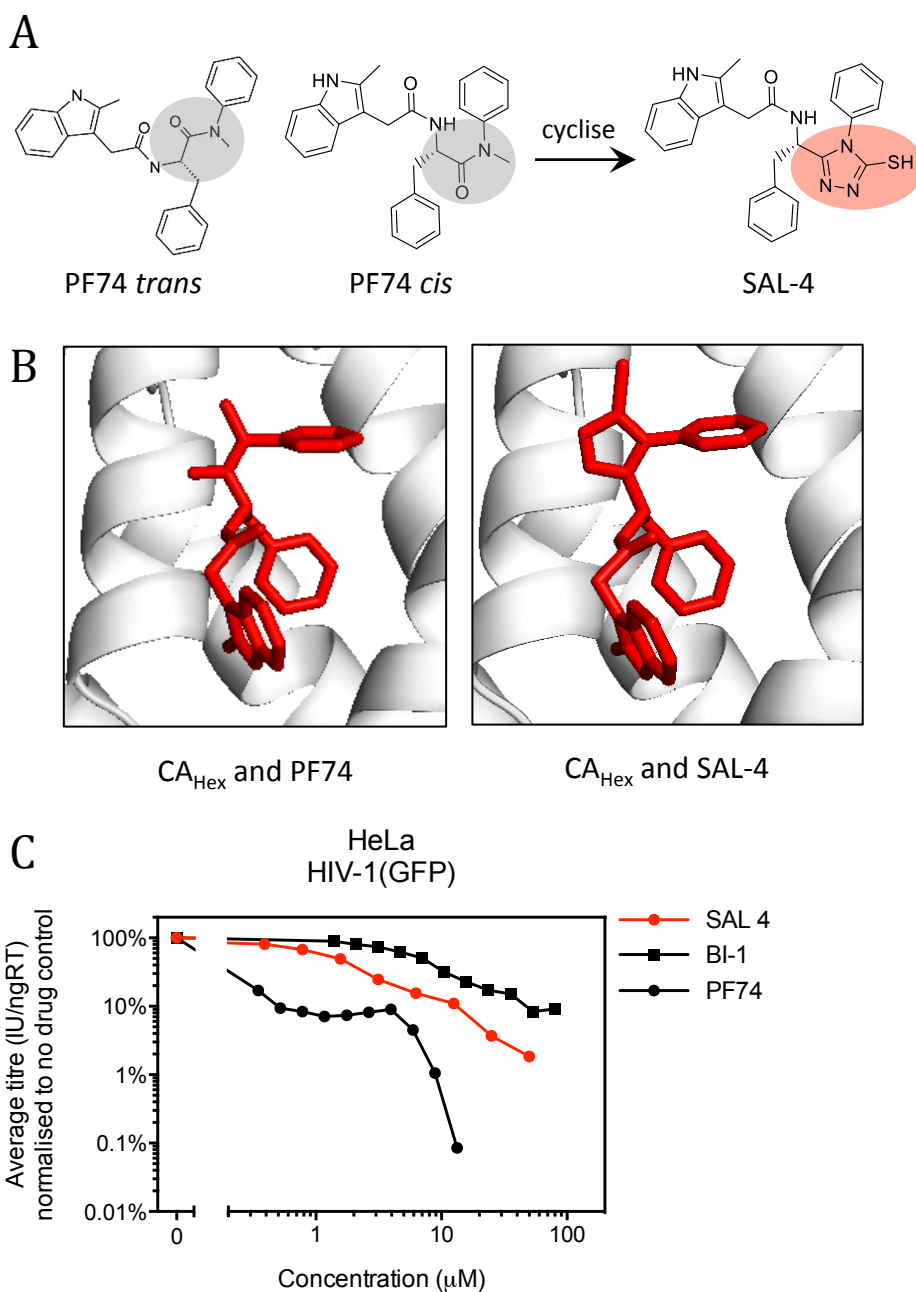 A
HN
O
N
N
O
N
HN
O
NH
N
O
cyclise
HN
O
NH
N
N
N
SH
PF74 trans
PF74 cis
SAL-4
B
CAHex and PF74
CAHex and SAL-4
C
HeLa
HIV-1(GFP)
SAL 4
BI-1
PF74
Average titre (IU/ngRT)
normalised to no drug control
100%
10%
1%
0.1%
0.01%
0
1
10
100
Concentration (μM)